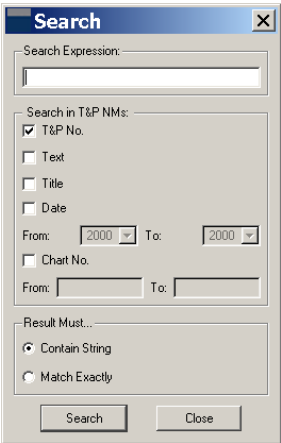 Search
Search Expression:
Search in T&P NMs:
T&P No.
Text
Title
Date
From: 2000 To: 2000
Chart No.
From: To:
Result Must...
Contain String
Match Exactly
Search Close